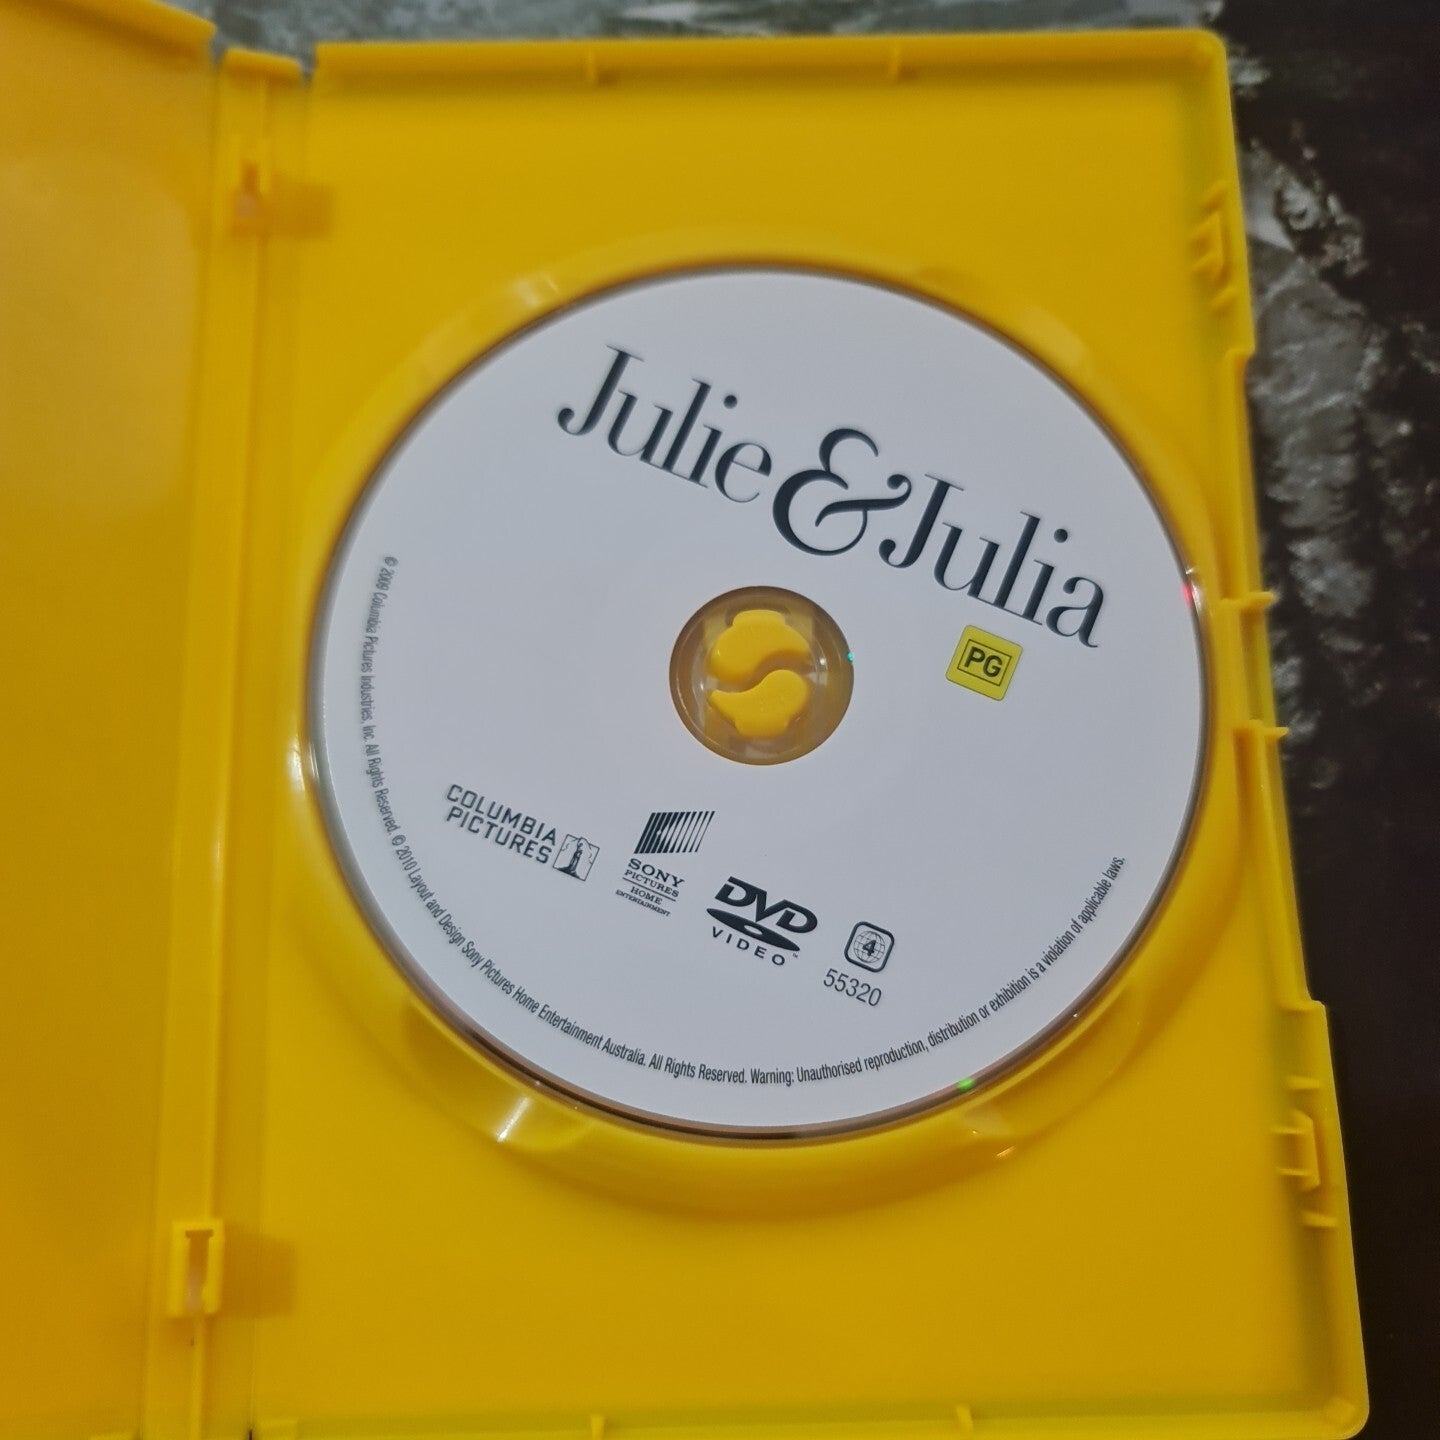 Julie & Julia
PG
COLUMBIA
PICTURES
SONY
PICTURES
HOME
ENTERTAINMENT
DVD
VIDEO
4
55320
© 2009 Columbia Pictures Industries, Inc. All Rights Reserved. © 2010 Layout and Design Sony Pictures Home Entertainment Australia. All Rights Reserved. Warning: Unauthorised reproduction, distribution or exhibition is a violation of applicable laws.